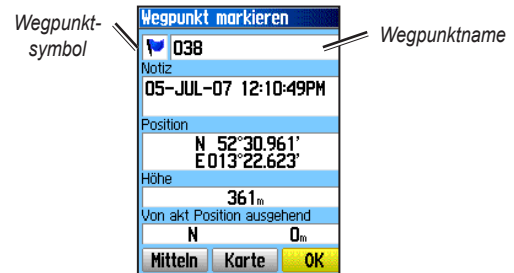 Wegpunkt-
symbol
Wegpunkt markieren
038
Wegpunktname
Notiz
05-JUL-07 12:10:49PM
Position
N 52°30.961'
E 013°22.623'
Höhe
361m
Von akt Position ausgehend
N 0m
Mitteln Karte OK